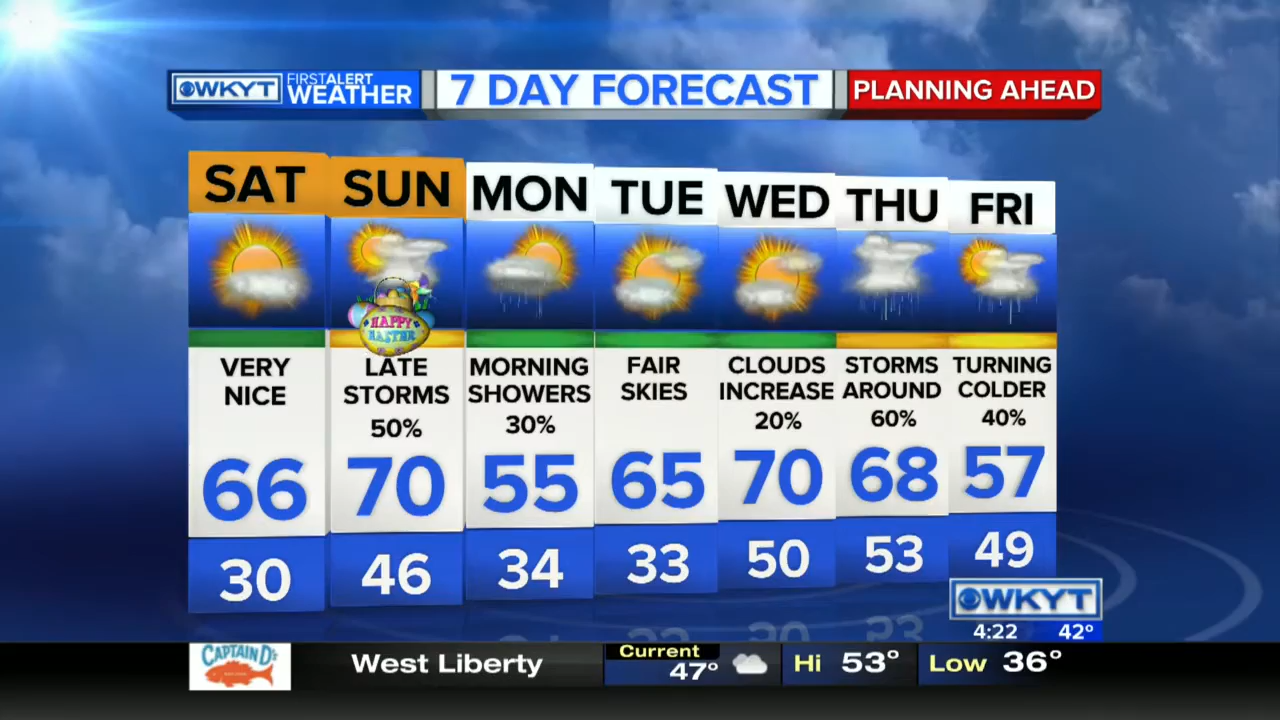 WKYT FIRST ALERT WEATHER
7 DAY FORECAST
PLANNING AHEAD
SAT SUN MON TUE WED THU FRI
HAPPY EASTER
VERY NICE
LATE STORMS
50%
MORNING SHOWERS
30%
FAIR SKIES
CLOUDS INCREASE
20%
STORMS AROUND
60%
TURNING COLDER
40%
66 70 55 65 70 68 57
30 46 34 33 50 53 49
WKYT
4:22 42°
CAPTAIN D's
West Liberty
Current 47°
Hi 53°
Low 36°